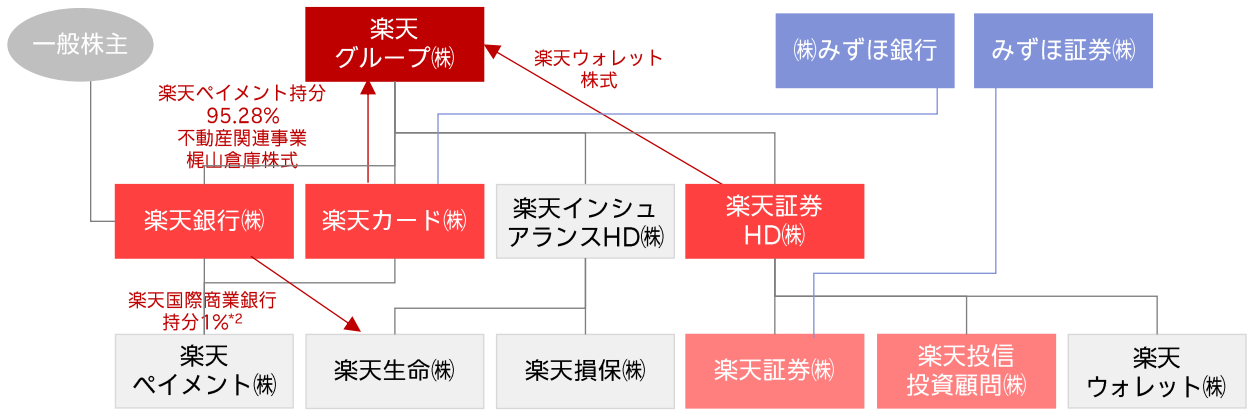 一般株主
楽天
グループ㈱
㈱みずほ銀行
みずほ証券㈱
楽天ウォレット
株式
楽天ペイメント持分
95.28%
不動産関連事業
梶山倉庫株式
楽天銀行㈱
楽天カード㈱
楽天インシュ
アランスHD㈱
楽天証券
HD㈱
楽天国際商業銀行
持分1%*2
楽天
ペイメント㈱
楽天生命㈱
楽天損保㈱
楽天証券㈱
楽天投信
投資顧問㈱
楽天
ウォレット㈱